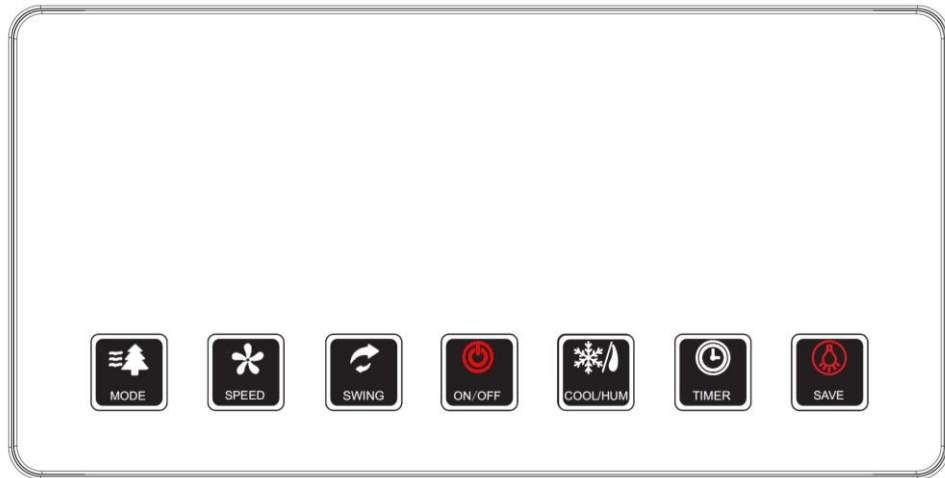 MODE
SPEED
SWING
ON/OFF
COOL/HUM
TIMER
SAVE